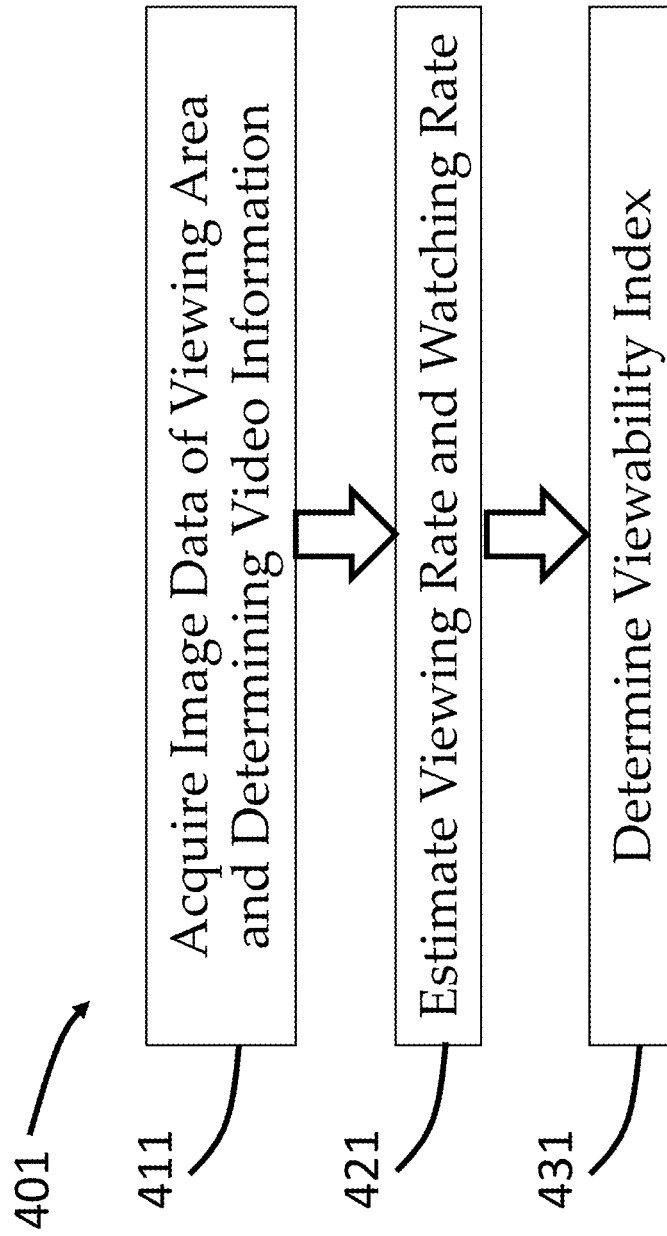 401
411
Acquire Image Data of Viewing Area
and Determining Video Information
421
Estimate Viewing Rate and Watching Rate
431
Determine Viewability Index